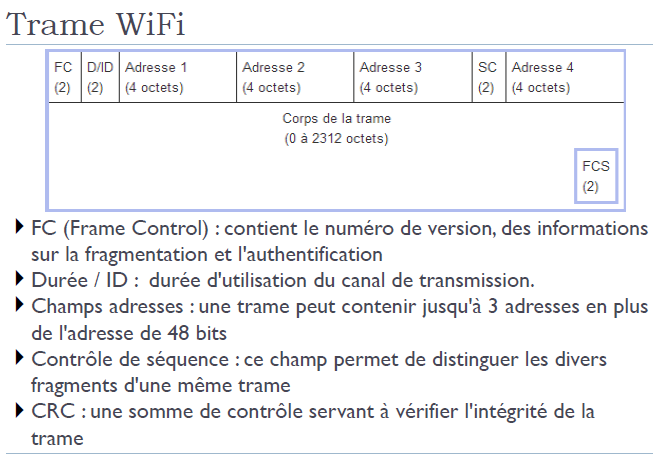 Trame WiFi
FC D/ID Adresse 1 Adresse 2 Adresse 3 SC Adresse 4
(2) (2) (4 octets) (4 octets) (4 octets) (2) (4 octets)
Corps de la trame
(0 à 2312 octets)
FCS
(2)
FC (Frame Control) : contient le numéro de version, des informations
sur la fragmentation et l'authentification
Durée / ID : durée d'utilisation du canal de transmission.
Champs adresses : une trame peut contenir jusqu'à 3 adresses en plus
de l'adresse de 48 bits
Contrôle de séquence : ce champ permet de distinguer les divers
fragments d'une même trame
CRC : une somme de contrôle servant à vérifier l'intégrité de la
trame